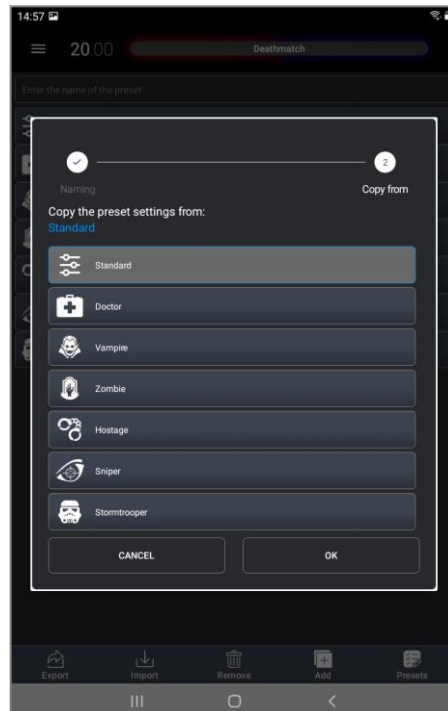 14:57
20:00 Deathmatch
Enter the name of the preset
2
Naming Copy from
Copy the preset settings from:
Standard
Standard
Doctor
Vampire
Zombie
Hostage
Sniper
Stormtrooper
CANCEL OK
Export Import Remove Add Presets